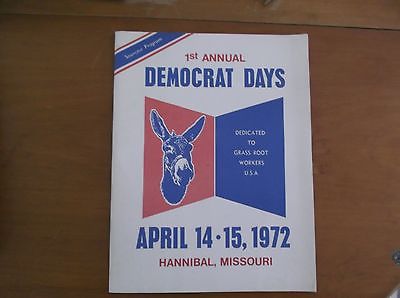 Souvenir Program
1st ANNUAL
DEMOCRAT DAYS
DEDICATED
TO
GRASS ROOT
WORKERS
U.S.A
APRIL 14·15, 1972
HANNIBAL, MISSOURI